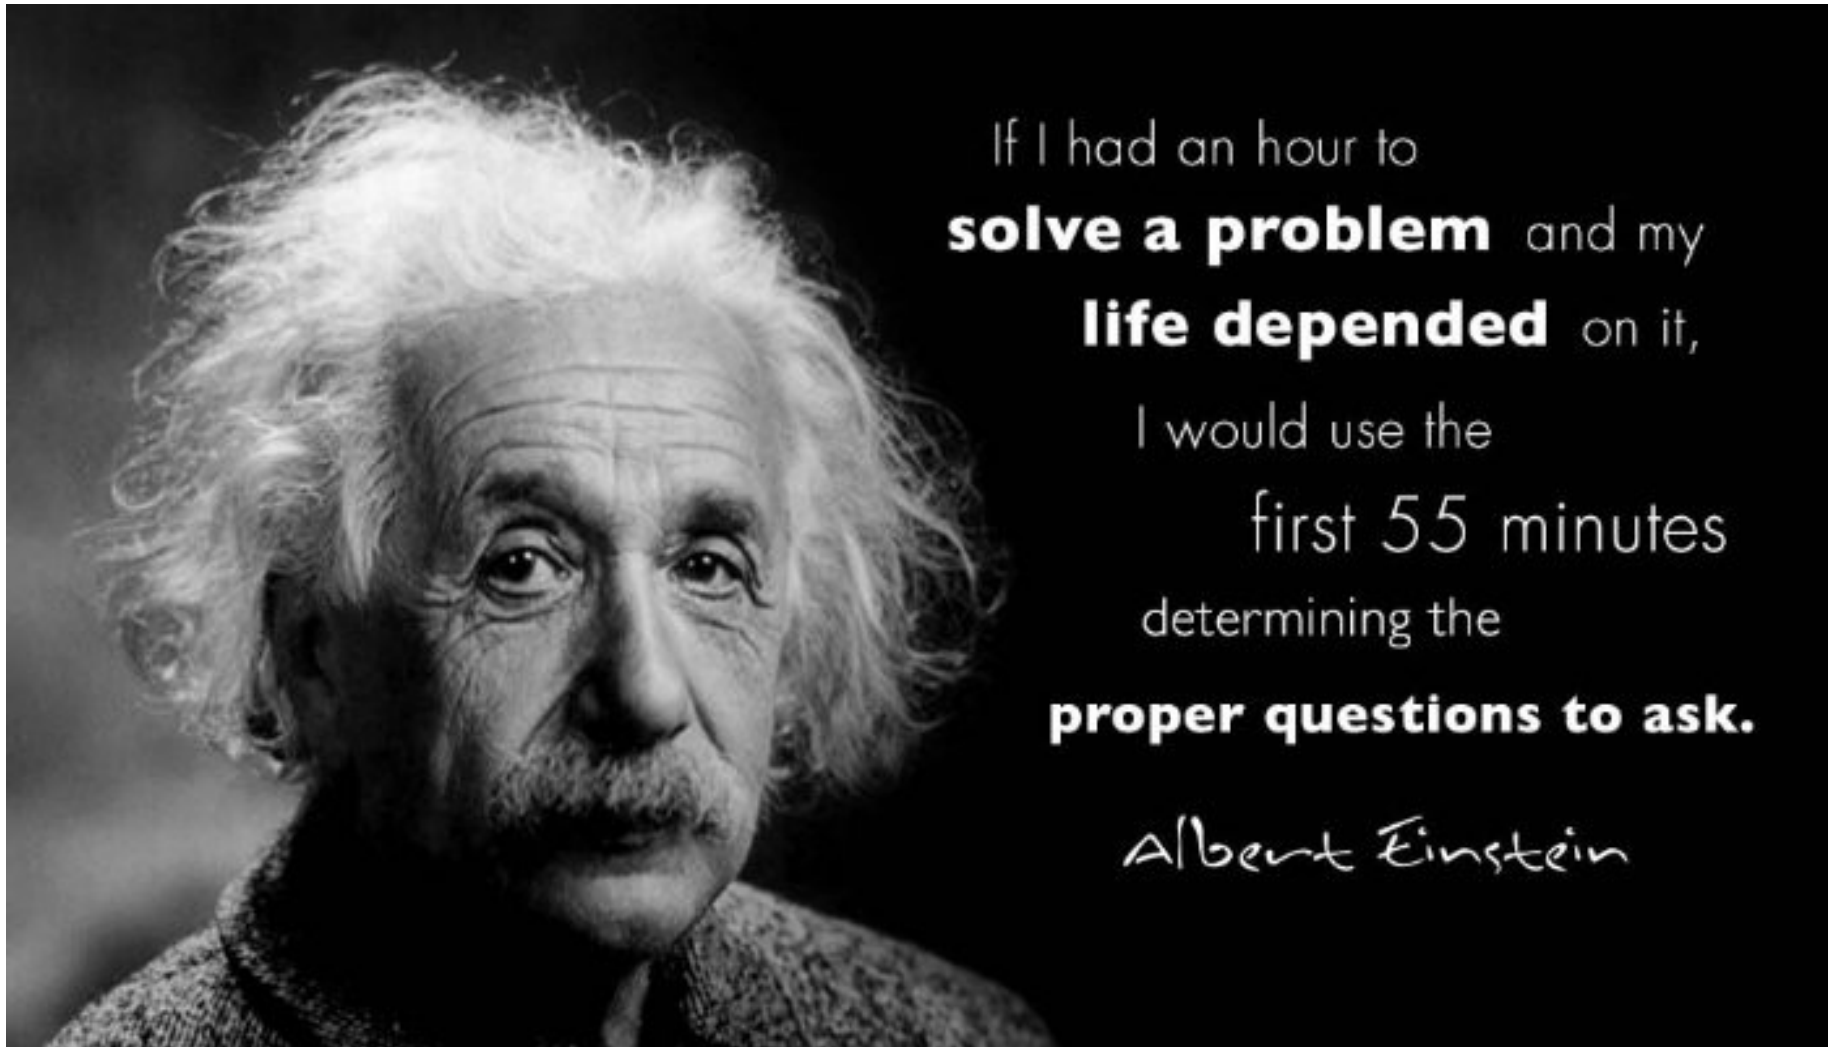 If I had an hour to
solve a problem and my
life depended on it,
I would use the
first 55 minutes
determining the
proper questions to ask.
Albert Einstein